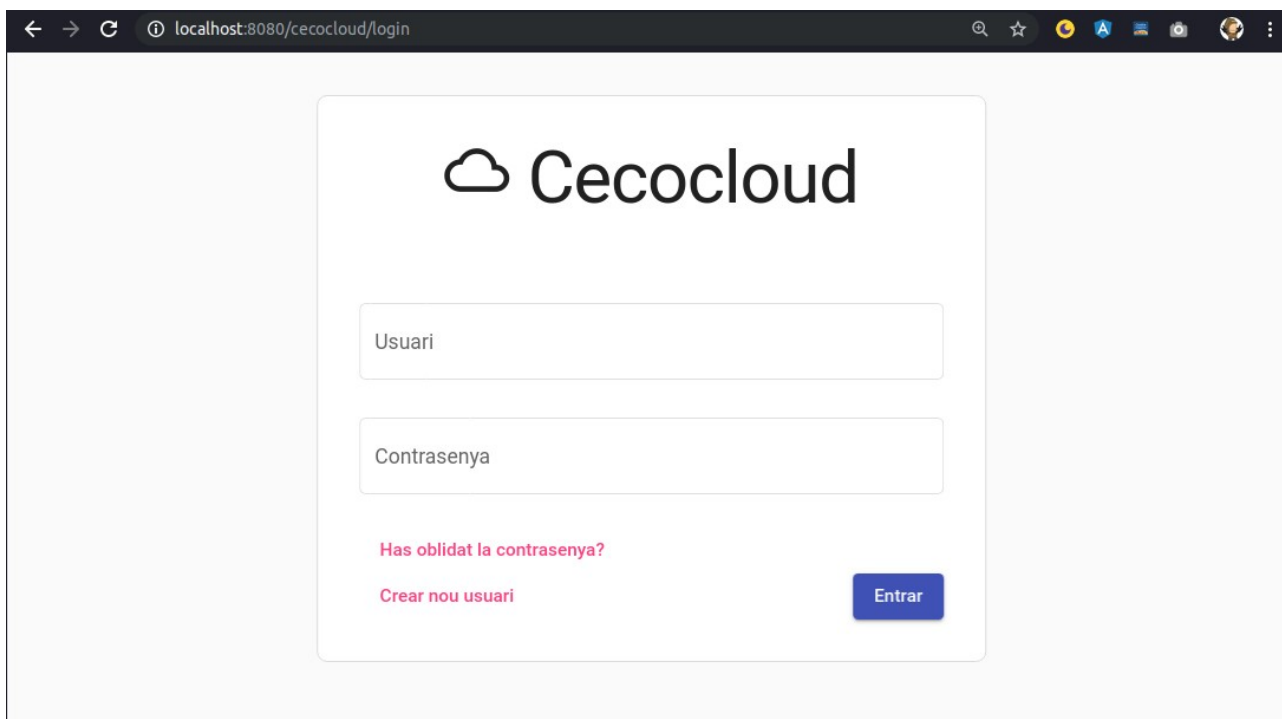 localhost:8080/cecocloud/login
Cecocloud
Usuari
Contrasenya
Has oblidat la contrasenya?
Crear nou usuari
Entrar